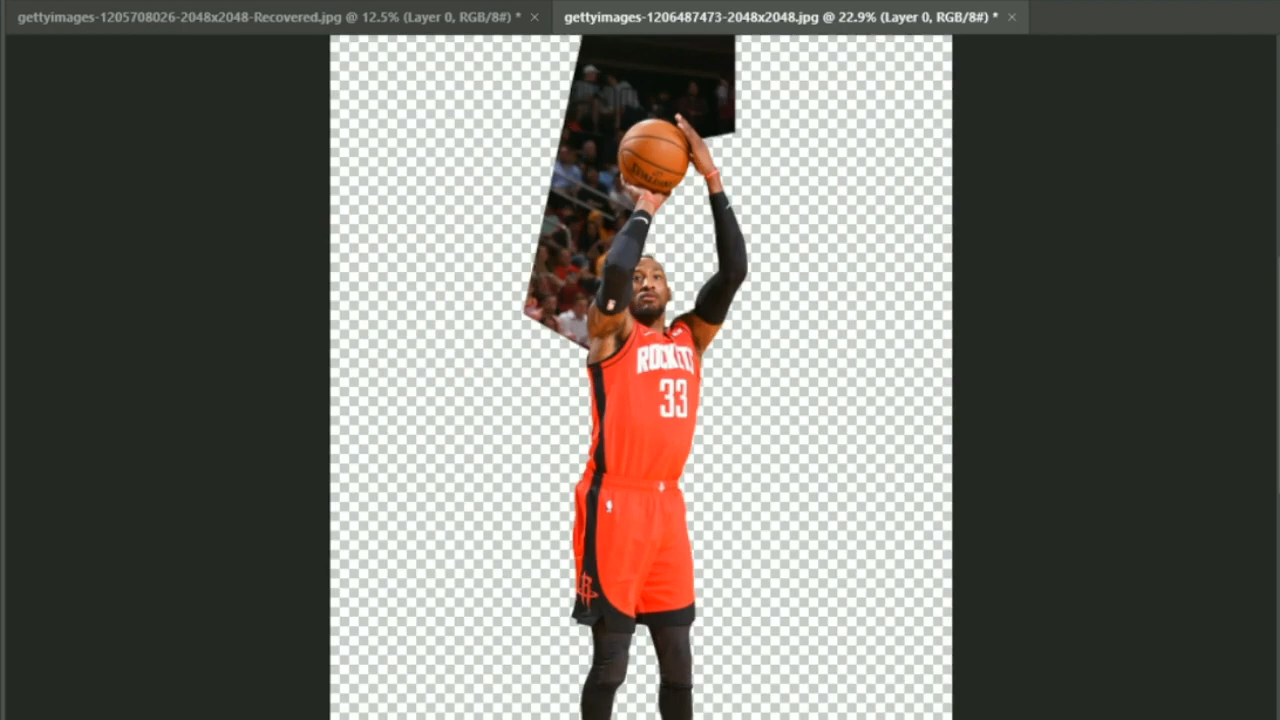 gettyimages-1205708026-2048x2048-Recovered.jpg @ 12.5% (Layer 0, RGB/8#) * ×
gettyimages-1206487473-2048x2048.jpg @ 22.9% (Layer 0, RGB/8#) * ×
SPALDING
ROCKETS
33